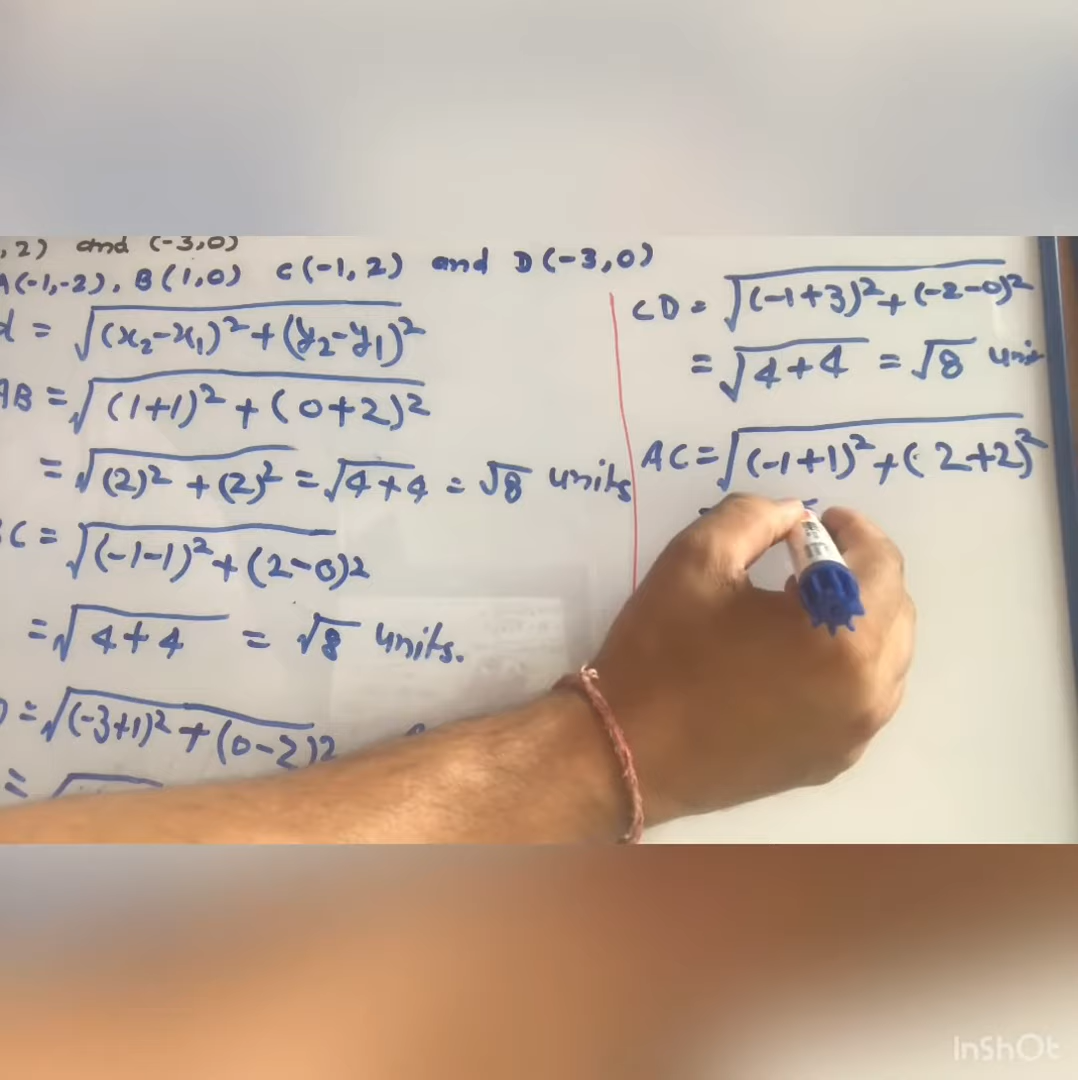 , 2) and (-3,0)
A(-1,-2), B(1,0) C(-1, 2) and D(-3,0)
d = √(x₂-x₁)² + (y₂-y₁)²
AB = √(1+1)² + (0+2)²
= √(2)² + (2)² = √4+4 = √8 units
BC = √(-1-1)² + (2-0)2
= √4+4 = √8 units.
D = √(-3+1)² + (0-2)2
=
CD = √(-1+3)² + (-2-0)²
= √4+4 = √8 unit
AC = √(-1+1)² + (2+2)²
InShOt